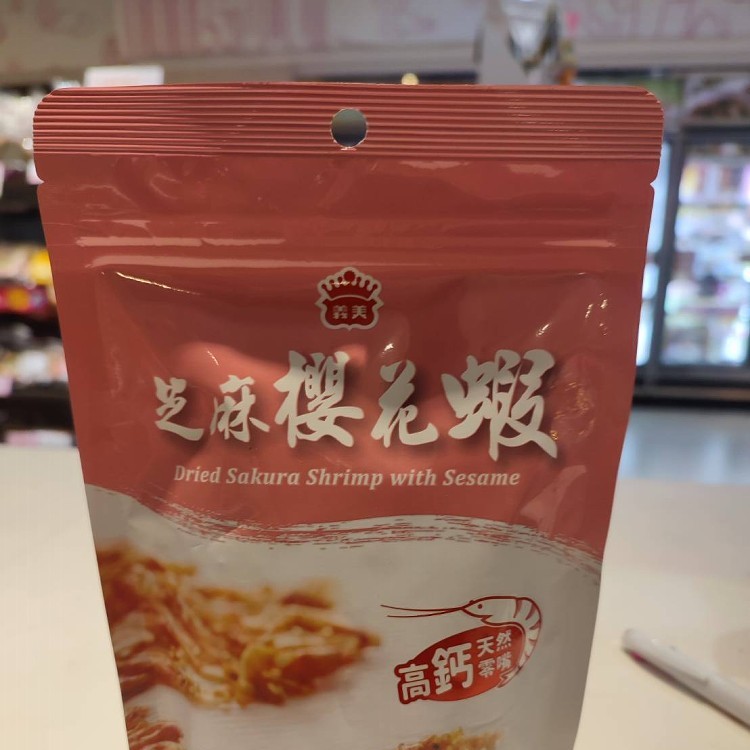 義美
芝麻櫻花蝦
Dried Sakura Shrimp with Sesame
高鈣天然
零嘴